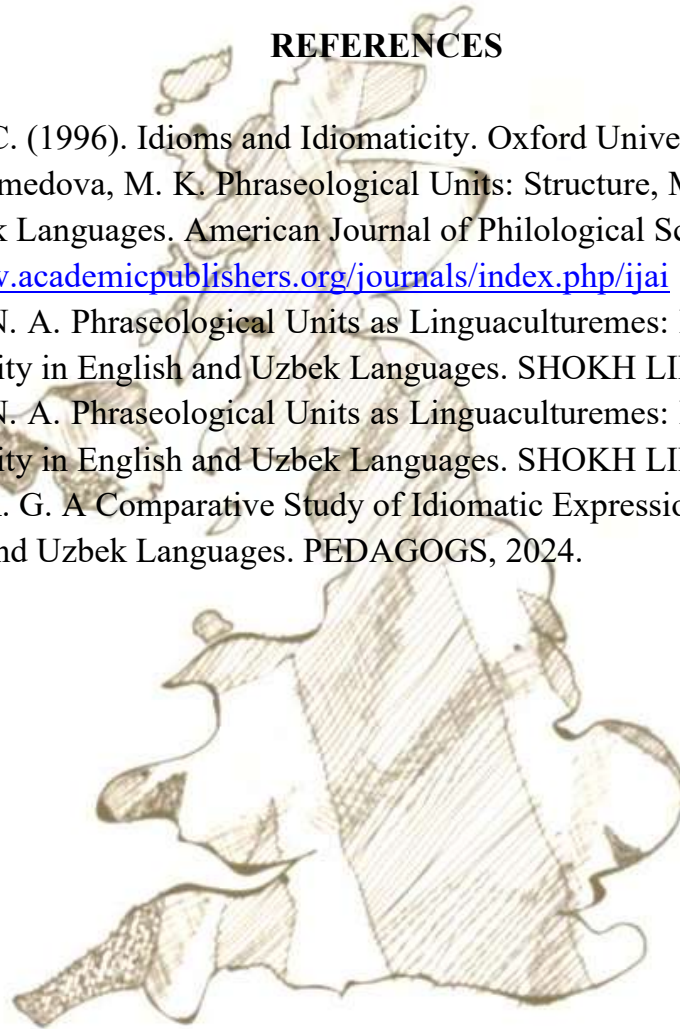 REFERENCES
C. (1996). Idioms and Idiomaticity. Oxford Unive
medova, M. K. Phraseological Units: Structure, M
k Languages. American Journal of Philological Sc
w.academicpublishers.org/journals/index.php/ijai
N. A. Phraseological Units as Linguaculturemes:
ity in English and Uzbek Languages. SHOKH LI
N. A. Phraseological Units as Linguaculturemes:
ity in English and Uzbek Languages. SHOKH LI
. G. A Comparative Study of Idiomatic Expressio
nd Uzbek Languages. PEDAGOGS, 2024.